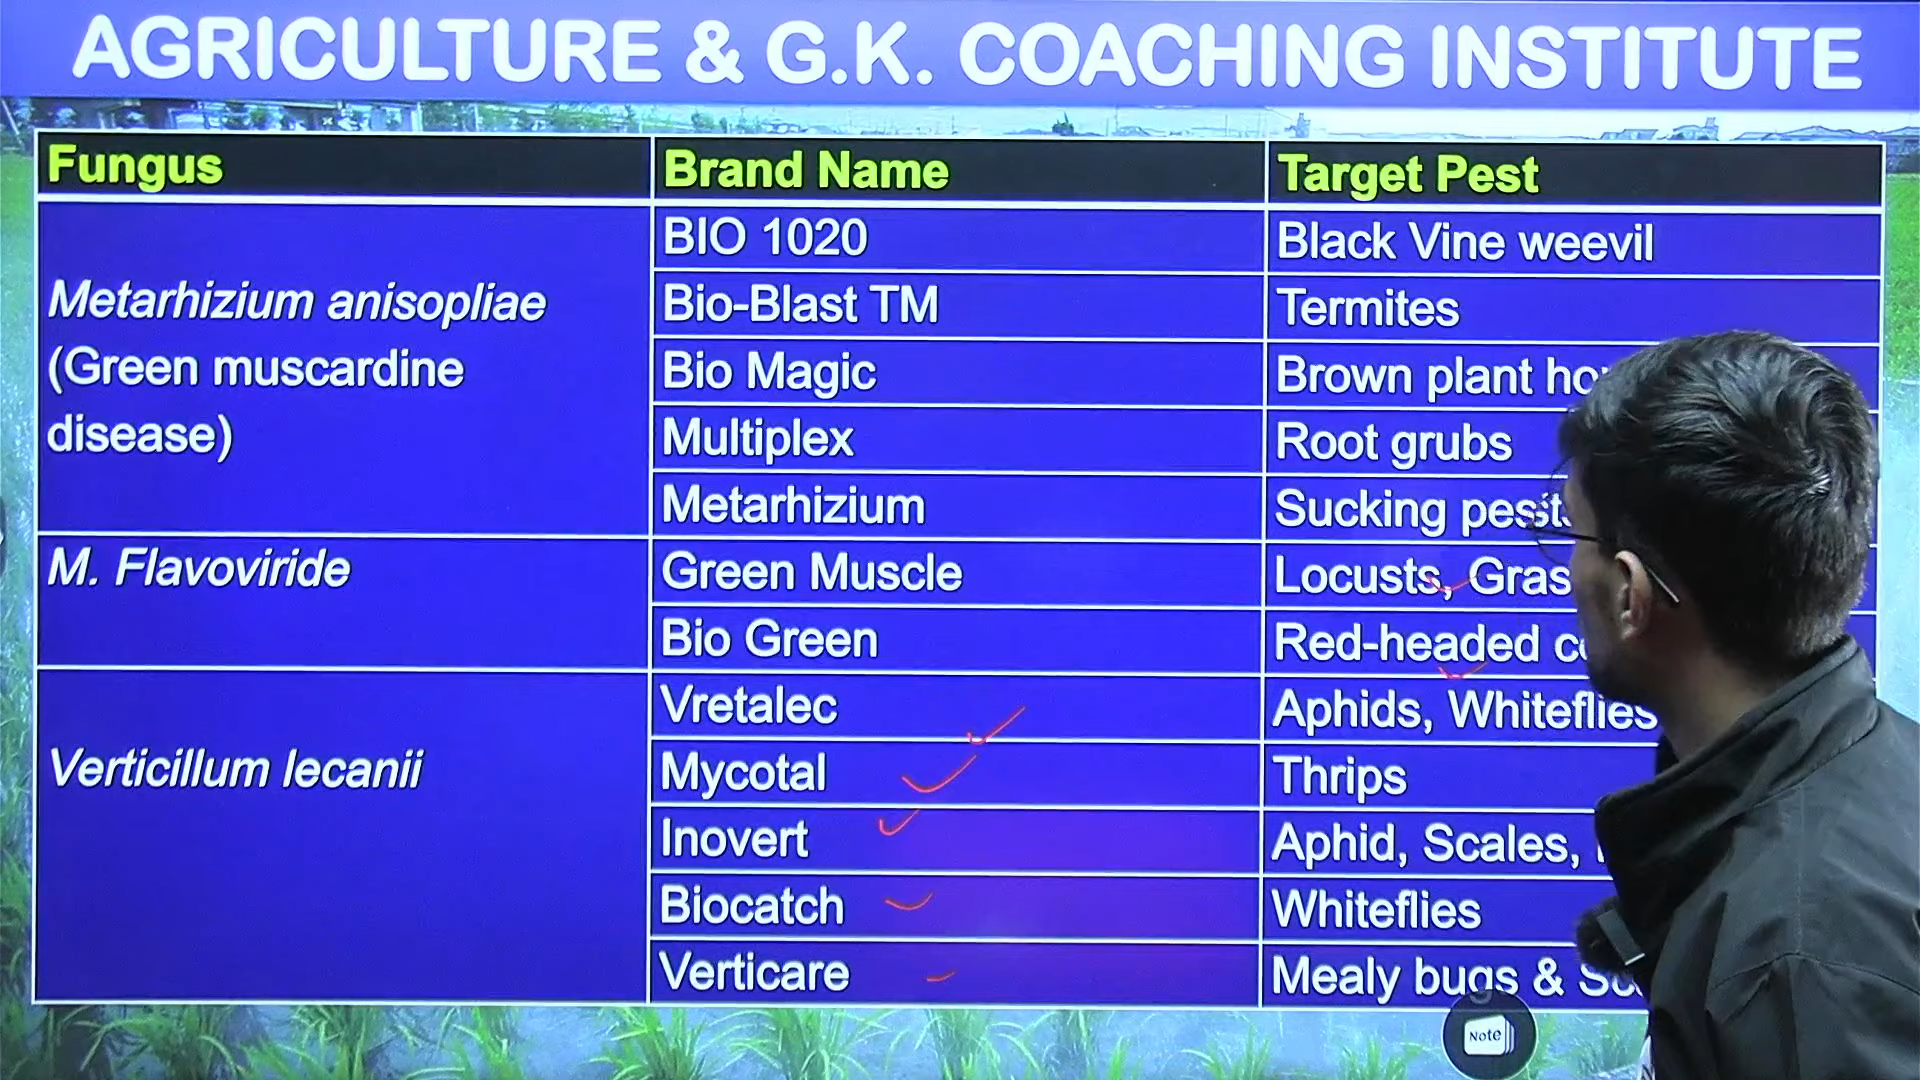 AGRICULTURE & G.K. COACHING INSTITUTE
Fungus Brand Name Target Pest
Metarhizium anisopliae
(Green muscardine
disease)
BIO 1020 Black Vine weevil
Bio-Blast TM Termites
Bio Magic Brown plant
Multiplex Root grubs
Metarhizium Sucking pests
M. Flavoviride
Green Muscle Locusts,
Bio Green Red-headed
Verticillum lecanii
Vretalec Aphids, Whiteflies
Mycotal Thrips
Inovert Aphid, Scales,
Biocatch Whiteflies
Verticare Mealy bugs &
Note